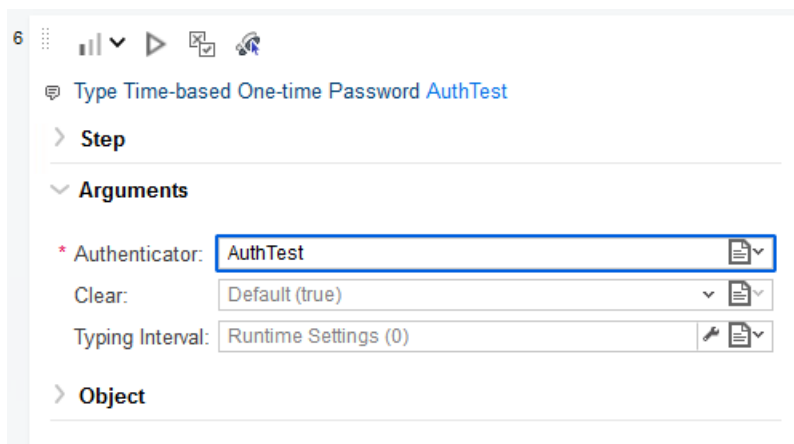 6
Type Time-based One-time Password AuthTest
Step
Arguments
* Authenticator: AuthTest
Clear: Default (true)
Typing Interval: Runtime Settings (0)
Object